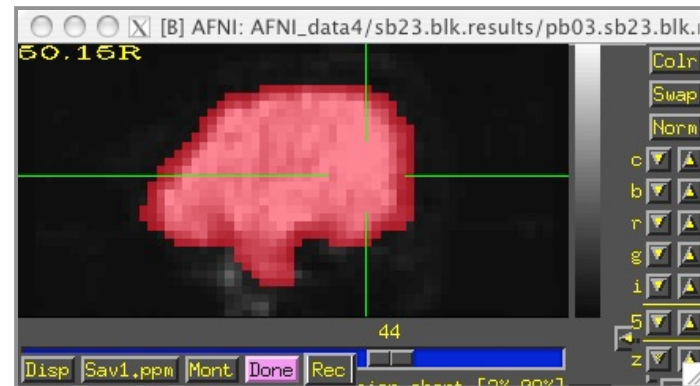 X [B] AFNI: AFNI_data4/sb23.blk.results/pb03.sb23.blk.r
50.15R
Colr
Swap
Norm
c
b
r
g
i
5
z
44
Disp Sav1.ppm Mont Done Rec